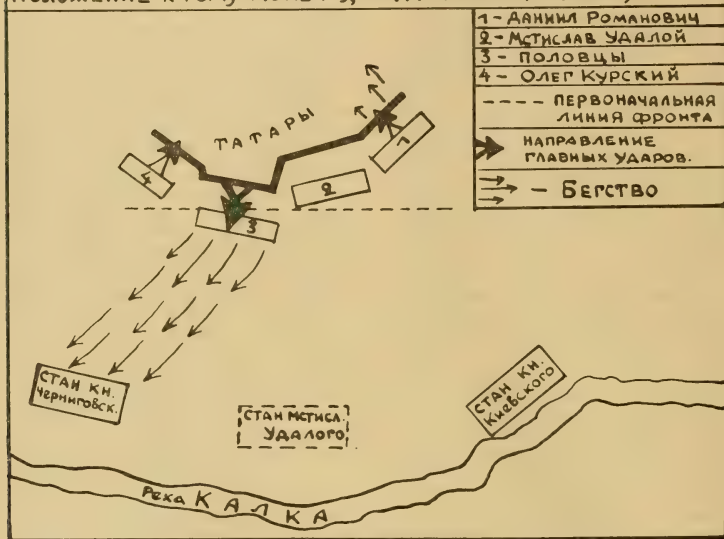 ПОЛОЖЕНИЕ К
1 - ДАНИИЛ РОМАНОВИЧ
2 - МСТИСЛАВ УДАЛОЙ
3 - ПОЛОВЦЫ
4 - ОЛЕГ КУРСКИЙ
- - - - ПЕРВОНАЧАЛЬНАЯ
ЛИНИЯ ФРОНТА
НАПРАВЛЕНИЕ
ГЛАВНЫХ УДАРОВ.
- БЕГСТВО
ТАТАРЫ
4
1
2
3
СТАН КН.
ЧЕРНИГОВСК.
СТАН МСТИСЛ.
УДАЛОГО
СТАН КН.
КИЕВСКОГО
РЕКА КАЛКА